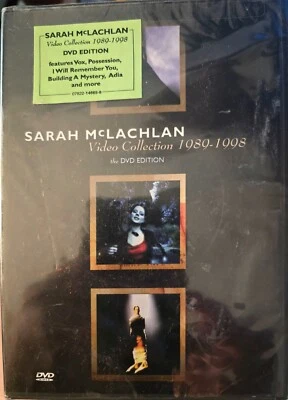 SARAH McLACHLAN
Video Collection 1989-1998
DVD EDITION
features Vox, Possession,
I Will Remember You,
Building A Mystery, Adia
and more
SARAH McLACHLAN
Video Collection 1989-1998
the DVD EDITION
DVD